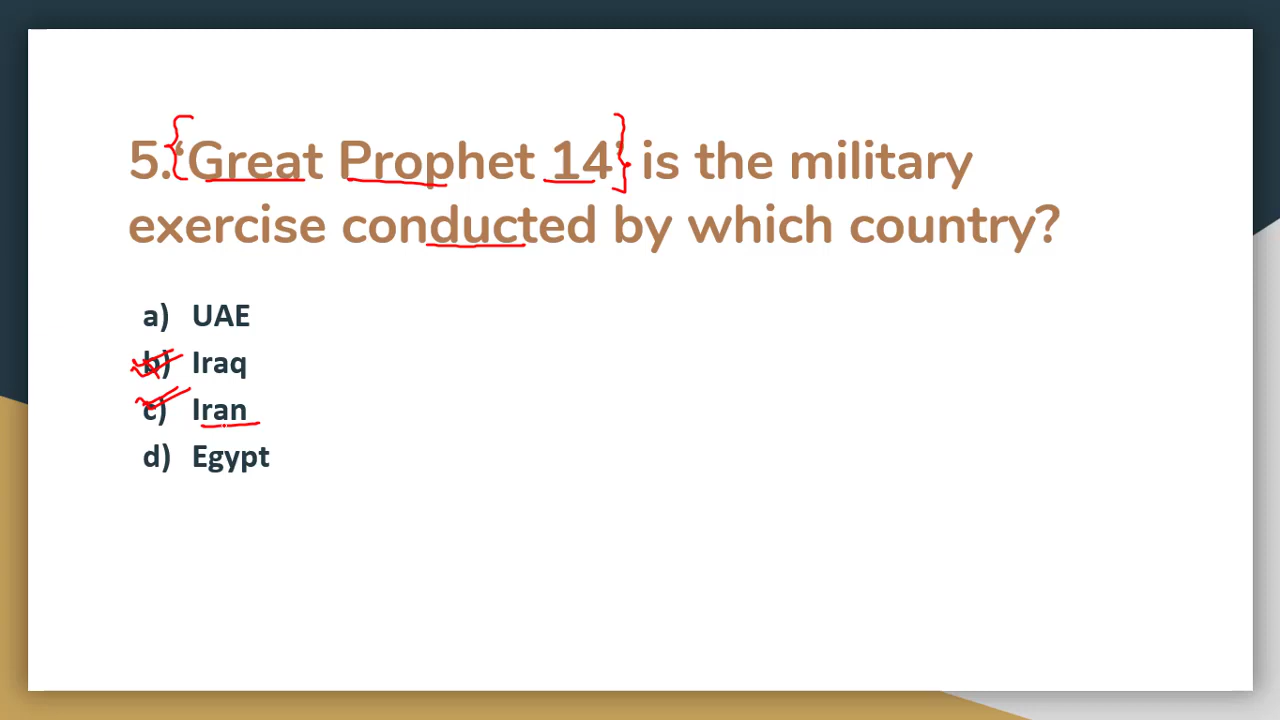 5.‘Great Prophet 14’ is the military
exercise conducted by which country?
a) UAE
b) Iraq
c) Iran
d) Egypt